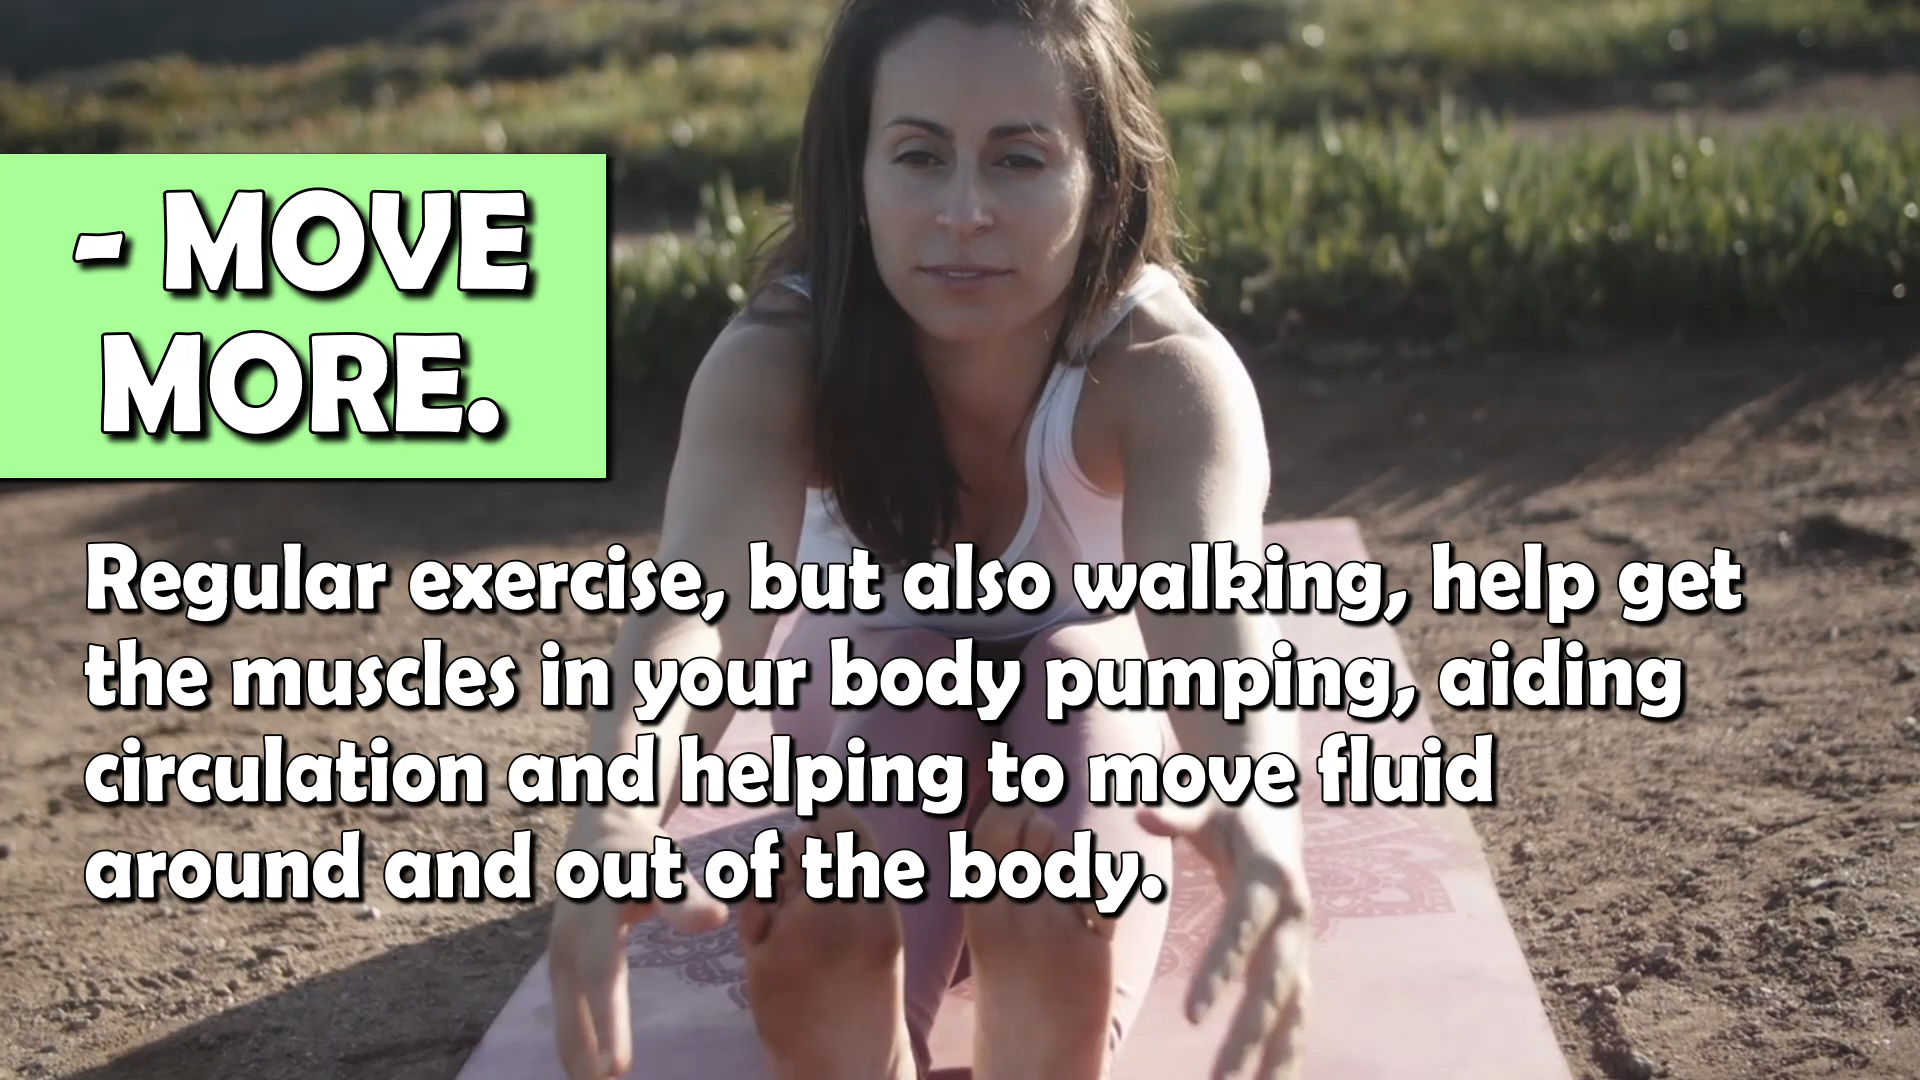 - MOVE
MORE.
Regular exercise, but also walking, help get
the muscles in your body pumping, aiding
circulation and helping to move fluid
around and out of the body.